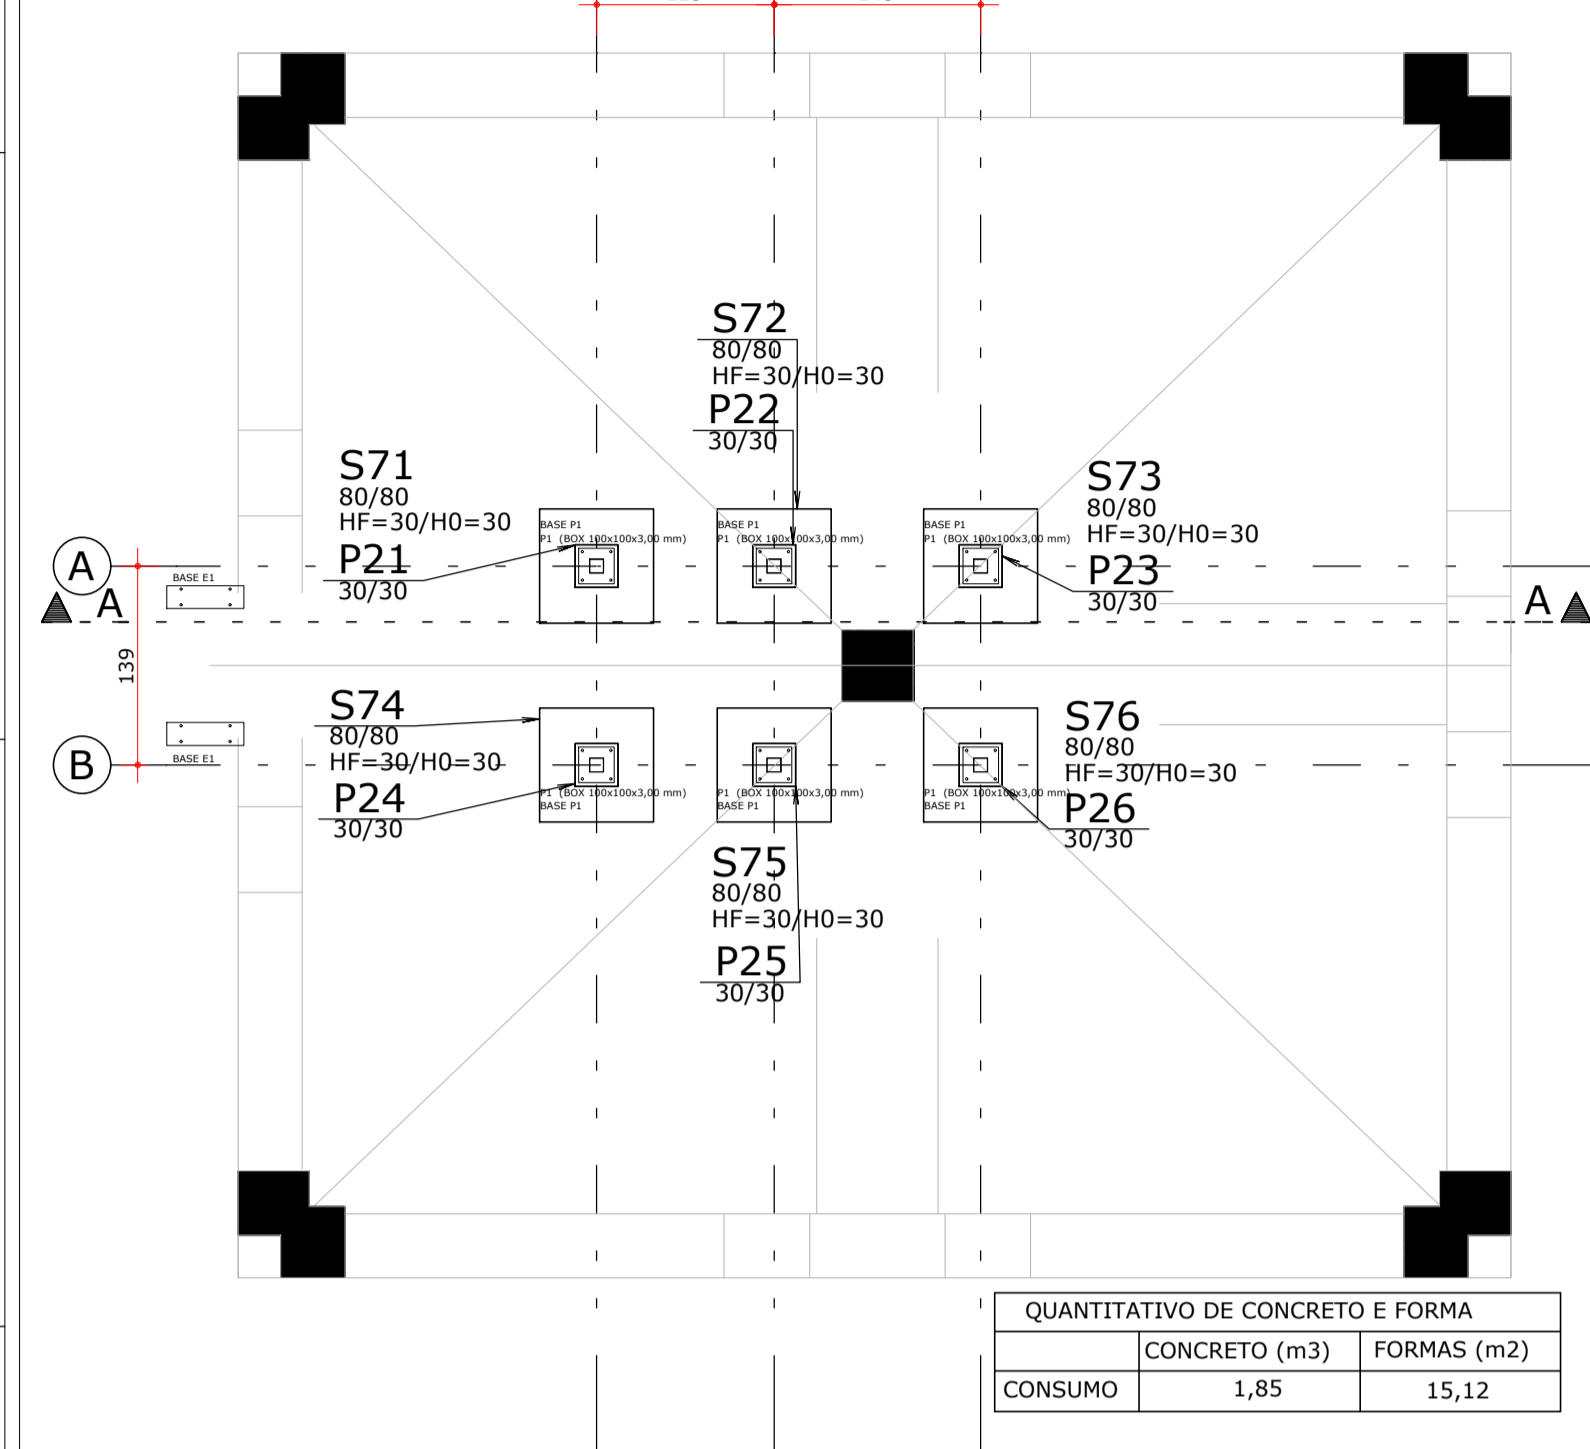 S72
80/80
HF=30/H0=30
P22
30/30
S71
80/80
HF=30/H0=30
P21
30/30
S73
80/80
HF=30/H0=30
P23
30/30
BASE P1
P1 (BOX 100x100x3,00 mm)
BASE P1
P1 (BOX 100x100x3,00 mm)
BASE P1
P1 (BOX 100x100x3,00 mm)
A
BASE E1
A
A
139
S74
80/80
HF=30/H0=30
P24
30/30
S76
80/80
HF=30/H0=30
P26
30/30
B
BASE E1
P1 (BOX 100x100x3,00 mm)
BASE P1
P1 (BOX 100x100x3,00 mm)
BASE P1
P1 (BOX 100x100x3,00 mm)
BASE P1
S75
80/80
HF=30/H0=30
P25
30/30
QUANTITATIVO DE CONCRETO E FORMA
CONCRETO (m3) FORMAS (m2)
CONSUMO 1,85 15,12